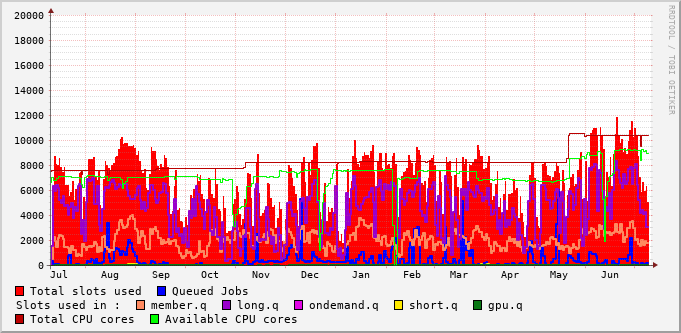 20000
18000
16000
14000
12000
10000
8000
6000
4000
2000
0
Jul Aug Sep Oct Nov Dec Jan Feb Mar Apr May Jun
Total slots used Queued Jobs
Slots used in : member.q long.q ondemand.q short.q gpu.q
Total CPU cores Available CPU cores
RRDTOOL / TOBI OETIKER